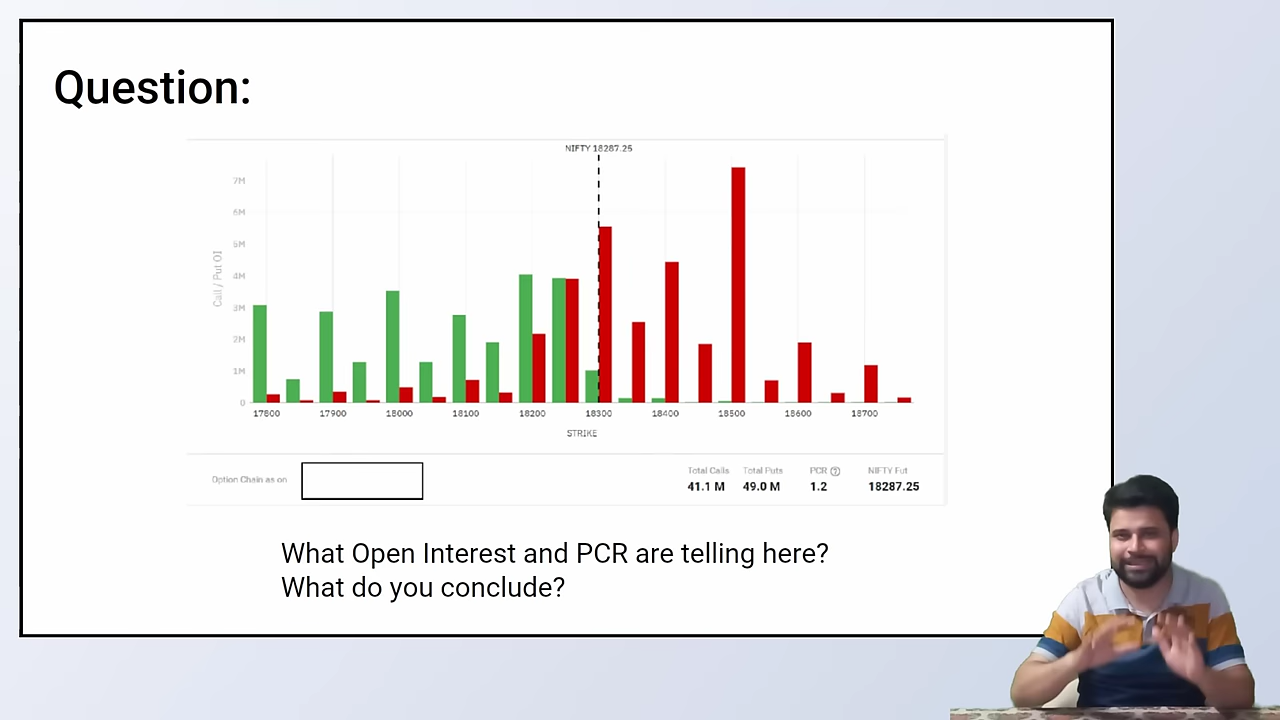 Question:
NIFTY 18287.25
7M
6M
5M
4M
3M
2M
1M
0
Call / Put OI
17800 17900 18000 18100 18200 18300 18400 18500 18600 18700
STRIKE
Option Chain as on
Total Calls Total Puts PCR NIFTY Fut
41.1 M 49.0 M 1.2 18287.25
What Open Interest and PCR are telling here?
What do you conclude?